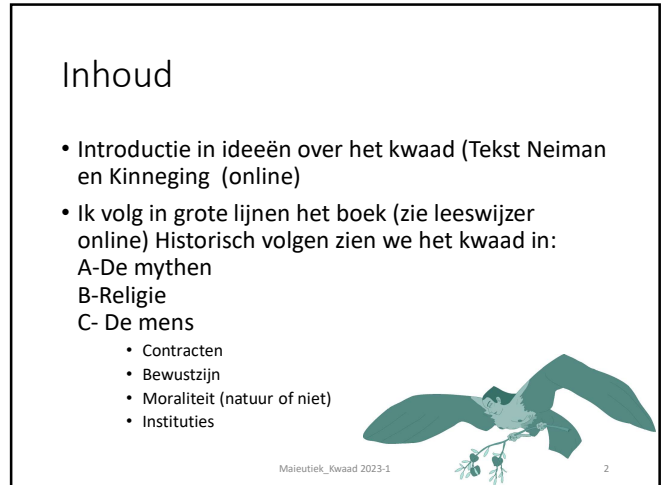 Inhoud
• Introductie in ideeën over het kwaad (Tekst Neiman
en Kinneging (online)
• Ik volg in grote lijnen het boek (zie leeswijzer
online) Historisch volgen zien we het kwaad in:
A-De mythen
B-Religie
C- De mens
• Contracten
• Bewustzijn
• Moraliteit (natuur of niet)
• Instituties
Maieutiek_Kwaad 2023-1
2